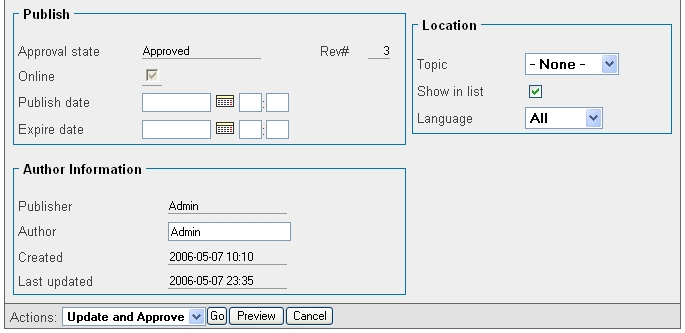 Publish
Approval state Approved Rev# 3
Online
Publish date :
Expire date :
Location
Topic - None -
Show in list
Language All
Author Information
Publisher Admin
Author Admin
Created 2006-05-07 10:10
Last updated 2006-05-07 23:35
Actions: Update and Approve Go Preview Cancel